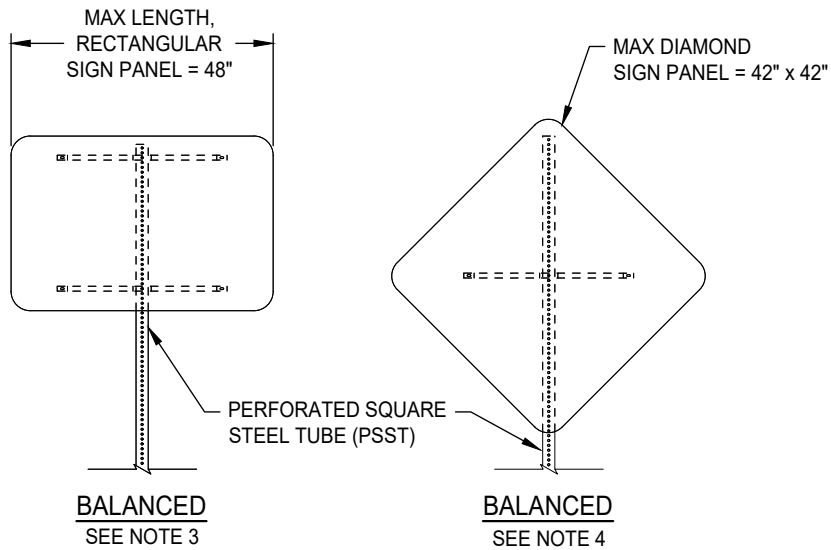 MAX LENGTH,
RECTANGULAR
SIGN PANEL = 48"
MAX DIAMOND
SIGN PANEL = 42" x 42"
PERFORATED SQUARE
STEEL TUBE (PSST)
BALANCED
SEE NOTE 3
BALANCED
SEE NOTE 4